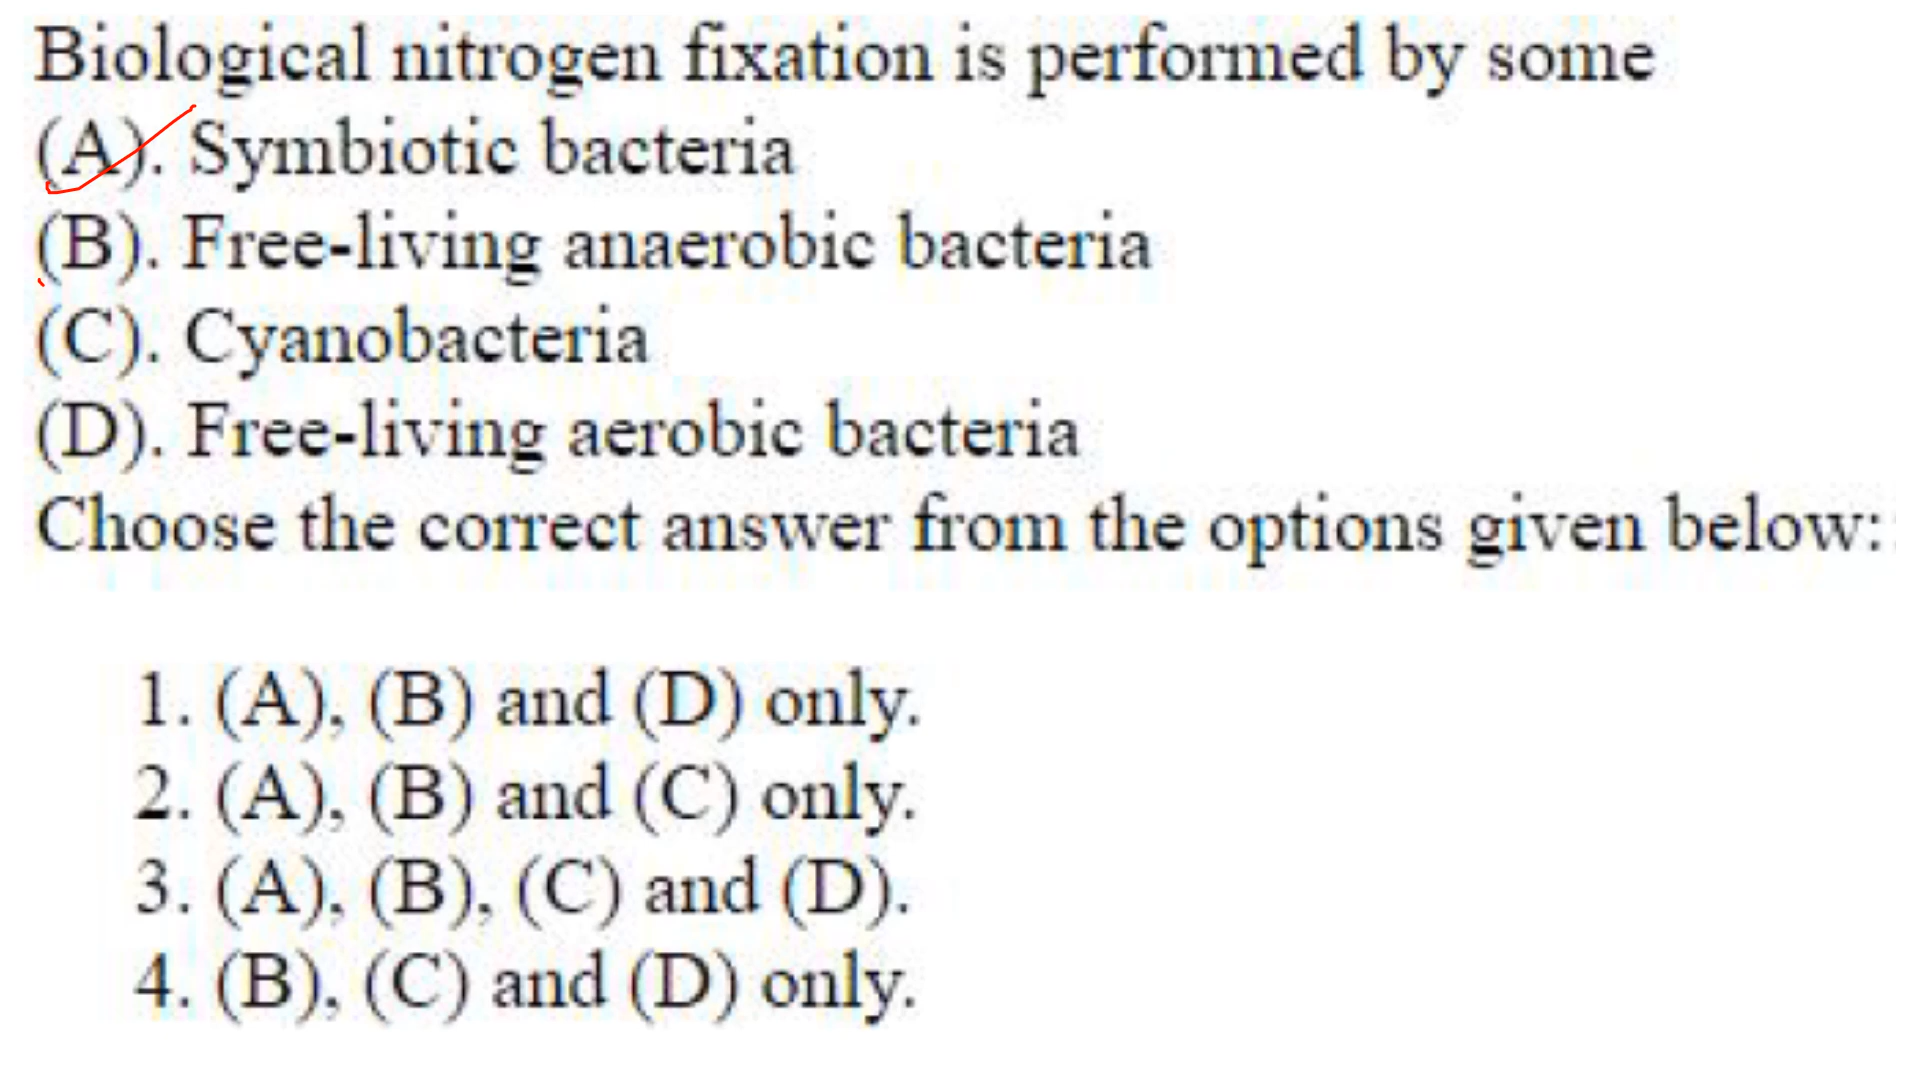 Biological nitrogen fixation is performed by some
(A). Symbiotic bacteria
(B). Free-living anaerobic bacteria
(C). Cyanobacteria
(D). Free-living aerobic bacteria
Choose the correct answer from the options given below:
1. (A), (B) and (D) only.
2. (A), (B) and (C) only.
3. (A), (B), (C) and (D).
4. (B), (C) and (D) only.